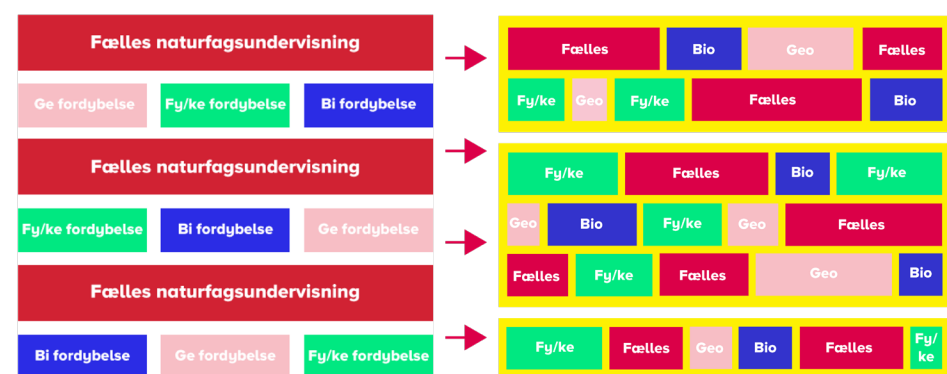 Fælles naturfagsundervisning
Ge fordybelse Fy/ke fordybelse Bi fordybelse
Fælles naturfagsundervisning
Fy/ke fordybelse Bi fordybelse Ge fordybelse
Fælles naturfagsundervisning
Bi fordybelse Ge fordybelse Fy/ke fordybelse
Fælles Bio Geo Fælles
Fy/ke Geo Fy/ke Fælles Bio
Fy/ke Fælles Bio Fy/ke
Geo Bio Fy/ke Geo Fælles
Fælles Fy/ke Fælles Geo Bio
Fy/ke Fælles Geo Bio Fælles Fy/
ke